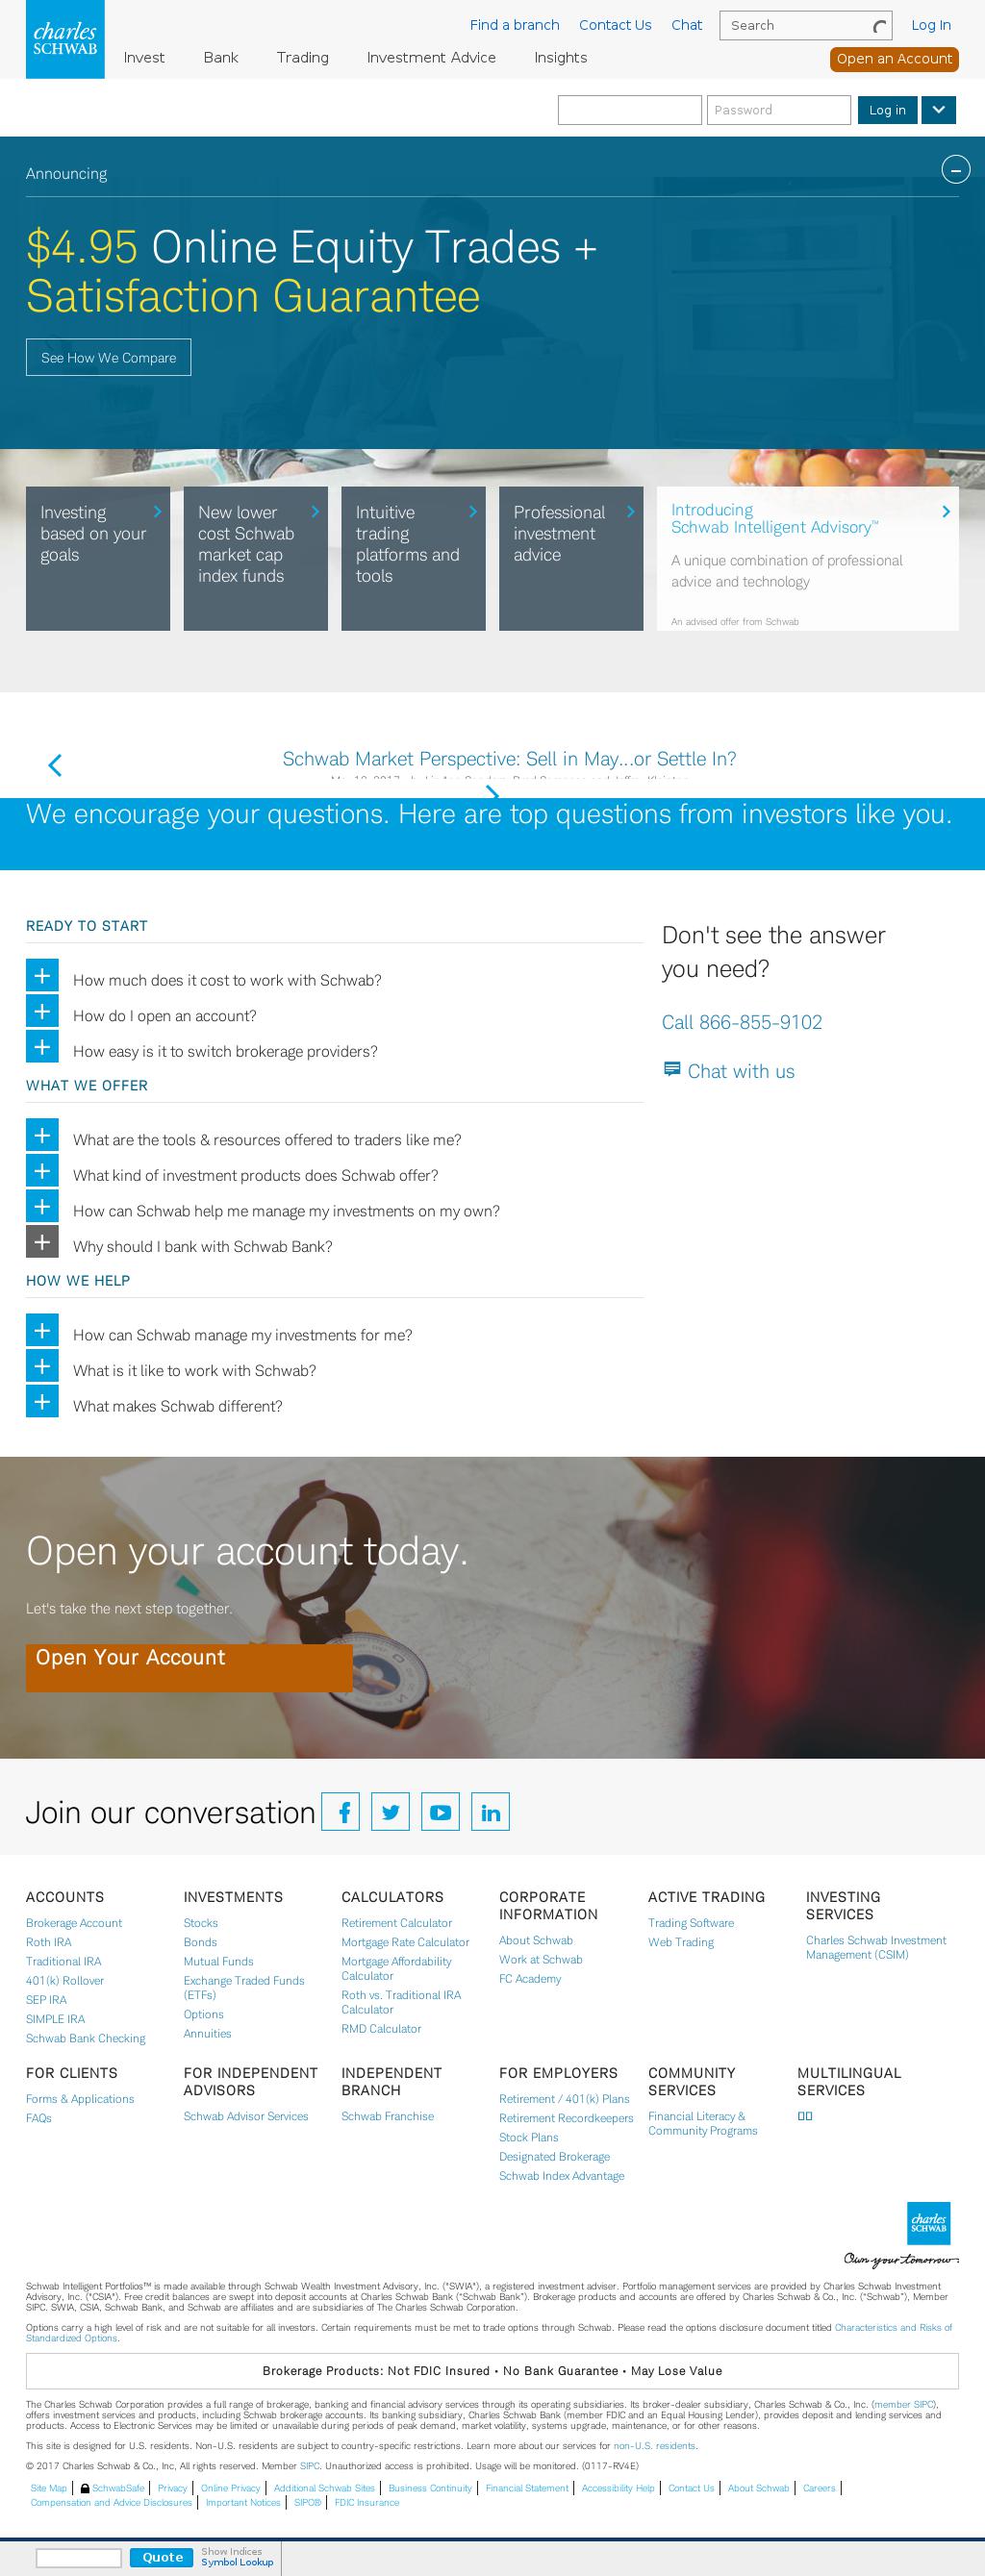 charles
SCHWAB
Find a branch Contact Us Chat Search Log In
Invest Bank Trading Investment Advice Insights Open an Account
Password Log in
Announcing
$4.95 Online Equity Trades +
Satisfaction Guarantee
See How We Compare
Investing
based on your
goals
New lower
cost Schwab
market cap
index funds
Intuitive
trading
platforms and
tools
Professional
investment
advice
Introducing
Schwab Intelligent Advisory™
A unique combination of professional
advice and technology
An advised offer from Schwab
Schwab Market Perspective: Sell in May...or Settle In?
We encourage your questions. Here are top questions from investors like you.
READY TO START
How much does it cost to work with Schwab?
How do I open an account?
How easy is it to switch brokerage providers?
WHAT WE OFFER
What are the tools & resources offered to traders like me?
What kind of investment products does Schwab offer?
How can Schwab help me manage my investments on my own?
Why should I bank with Schwab Bank?
HOW WE HELP
How can Schwab manage my investments for me?
What is it like to work with Schwab?
What makes Schwab different?
Don't see the answer
you need?
Call 866-855-9102
Chat with us
Open your account today.
Let's take the next step together.
Open Your Account
Join our conversation
ACCOUNTS
Brokerage Account
Roth IRA
Traditional IRA
401(k) Rollover
SEP IRA
SIMPLE IRA
Schwab Bank Checking
INVESTMENTS
Stocks
Bonds
Mutual Funds
Exchange Traded Funds
(ETFs)
Options
Annuities
CALCULATORS
Retirement Calculator
Mortgage Rate Calculator
Mortgage Affordability
Calculator
Roth vs. Traditional IRA
Calculator
RMD Calculator
CORPORATE
INFORMATION
About Schwab
Work at Schwab
FC Academy
ACTIVE TRADING
Trading Software
Web Trading
INVESTING
SERVICES
Charles Schwab Investment
Management (CSIM)
FOR CLIENTS
Forms & Applications
FAQs
FOR INDEPENDENT
ADVISORS
Schwab Advisor Services
INDEPENDENT
BRANCH
Schwab Franchise
FOR EMPLOYERS
Retirement / 401(k) Plans
Retirement Recordkeepers
Stock Plans
Designated Brokerage
Schwab Index Advantage
COMMUNITY
SERVICES
Financial Literacy &
Community Programs
MULTILINGUAL
SERVICES
charles
SCHWAB
Own your tomorrow
Schwab Intelligent Portfolios™ is made available through Schwab Wealth Investment Advisory, Inc. ("SWIA"), a registered investment adviser. Portfolio management services are provided by Charles Schwab Investment
Advisory, Inc. ("CSIA"). Free credit balances are swept into deposit accounts at Charles Schwab Bank ("Schwab Bank"). Brokerage products and accounts are offered by Charles Schwab & Co., Inc. ("Schwab"), Member
SIPC. SWIA, CSIA, Schwab Bank, and Schwab are affiliates and are subsidiaries of The Charles Schwab Corporation.
Options carry a high level of risk and are not suitable for all investors. Certain requirements must be met to trade options through Schwab. Please read the options disclosure document titled Characteristics and Risks of
Standardized Options.
Brokerage Products: Not FDIC Insured • No Bank Guarantee • May Lose Value
The Charles Schwab Corporation provides a full range of brokerage, banking and financial advisory services through its operating subsidiaries. Its broker-dealer subsidiary, Charles Schwab & Co., Inc. (member SIPC),
offers investment services and products, including Schwab brokerage accounts. Its banking subsidiary, Charles Schwab Bank (member FDIC and an Equal Housing Lender), provides deposit and lending services and
products. Access to Electronic Services may be limited or unavailable during periods of peak demand, market volatility, systems upgrade, maintenance, or for other reasons.
This site is designed for U.S. residents. Non-U.S. residents are subject to country-specific restrictions. Learn more about our services for non-U.S. residents.
© 2017 Charles Schwab & Co., Inc, All rights reserved. Member SIPC. Unauthorized access is prohibited. Usage will be monitored. (0117-RV4E)
Site Map SchwabSafe Privacy Online Privacy Additional Schwab Sites Business Continuity Financial Statement Accessibility Help Contact Us About Schwab Careers
Compensation and Advice Disclosures Important Notices SIPC® FDIC Insurance
Quote Show Indices
Symbol Lookup